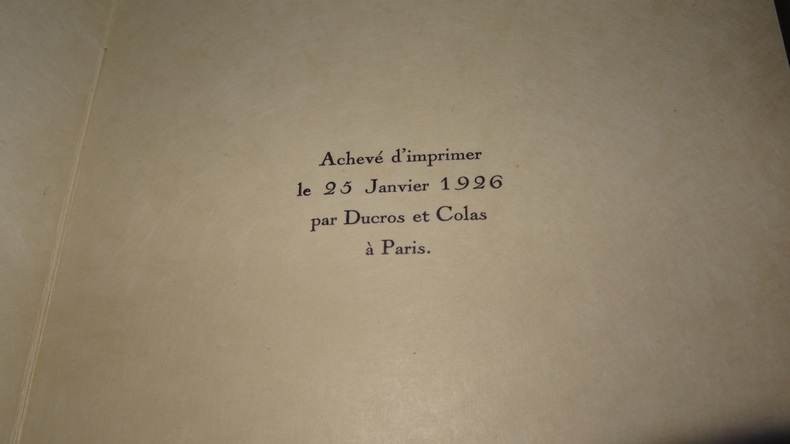 Achevé d'imprimer
le 25 Janvier 1926
par Ducros et Colas
à Paris.